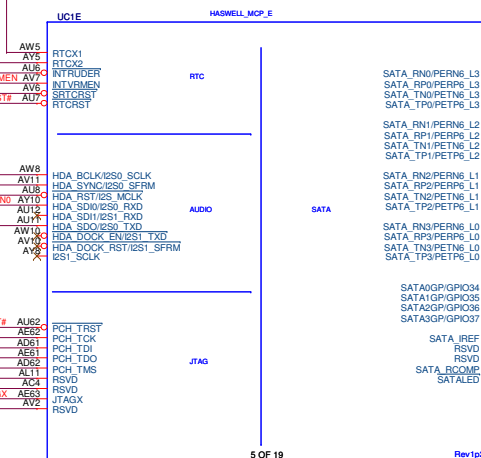 UC1E
HASWELL_MCP_E
AW5 RTCX1
AY5 RTCX2
AU6 INTRUDER
MEN AV7 INTVRMEN
AV6 SRTCRST
ST# AU7 RTCRST
RTC
AW8 HDA_BCLK/I2S0_SCLK
AV11 HDA_SYNC/I2S0_SFRM
AU8 HDA_RST/I2S_MCLK
N0 AY10 HDA_SDI0/I2S0_RXD
AU12 HDA_SDI1/I2S1_RXD
AU11 HDA_SDO/I2S0_TXD
AW10 HDA_DOCK_EN/I2S1_TXD
AV10 HDA_DOCK_RST/I2S1_SFRM
AY8 I2S1_SCLK
AUDIO
T# AU62 PCH_TRST
AE62 PCH_TCK
AD61 PCH_TDI
AE61 PCH_TDO
AD62 PCH_TMS
AL11 RSVD
AC4 RSVD
GX AE63 JTAGX
AV2 RSVD
JTAG
SATA
SATA_RN0/PERN6_L3
SATA_RP0/PERP6_L3
SATA_TN0/PETN6_L3
SATA_TP0/PETP6_L3
SATA_RN1/PERN6_L2
SATA_RP1/PERP6_L2
SATA_TN1/PETN6_L2
SATA_TP1/PETP6_L2
SATA_RN2/PERN6_L1
SATA_RP2/PERP6_L1
SATA_TN2/PETN6_L1
SATA_TP2/PETP6_L1
SATA_RN3/PERN6_L0
SATA_RP3/PERP6_L0
SATA_TN3/PETN6_L0
SATA_TP3/PETP6_L0
SATA0GP/GPIO34
SATA1GP/GPIO35
SATA2GP/GPIO36
SATA3GP/GPIO37
SATA_IREF
RSVD
RSVD
SATA_RCOMP
SATALED
5 OF 19
Rev1p